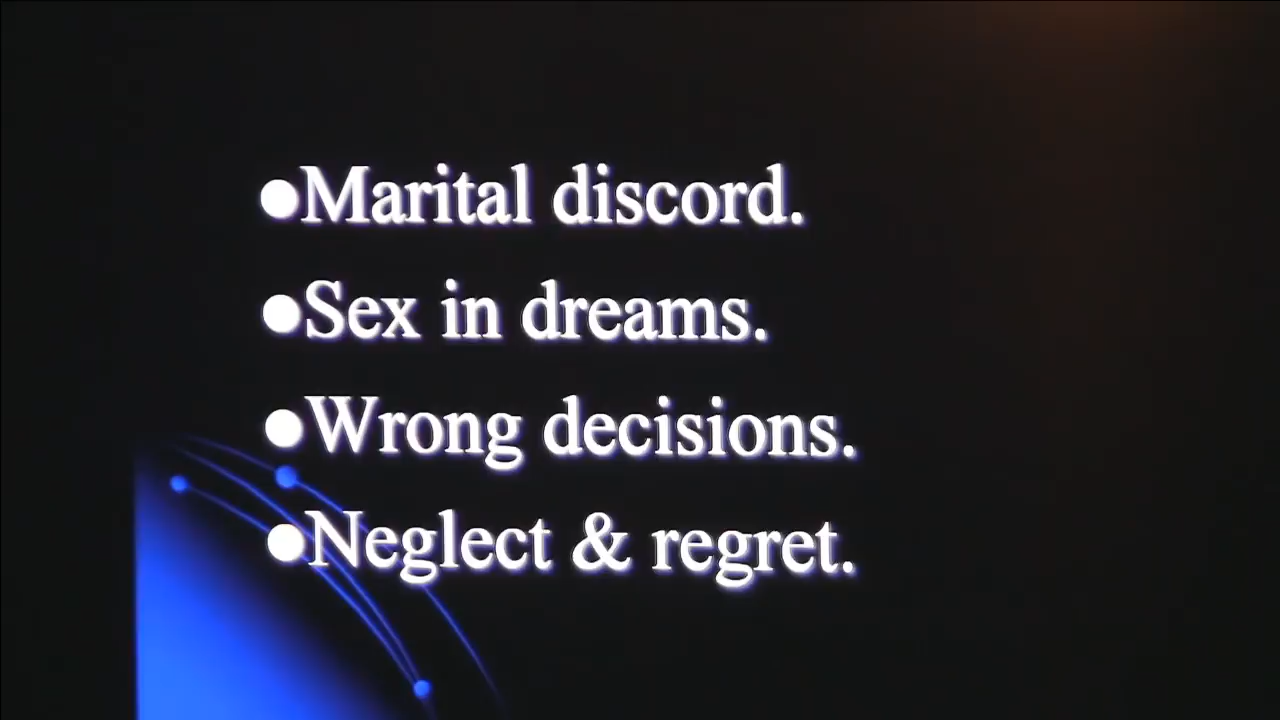 ●Marital discord.
●Sex in dreams.
●Wrong decisions.
●Neglect & regret.